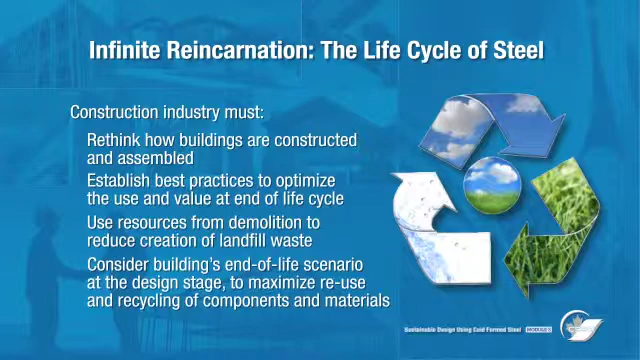 Infinite Reincarnation: The Life Cycle of Steel
Construction industry must:
Rethink how buildings are constructed
and assembled
Establish best practices to optimize
the use and value at end of life cycle
Use resources from demolition to
reduce creation of landfill waste
Consider building's end-of-life scenario
at the design stage, to maximize re-use
and recycling of components and materials
Sustainable Design Using Cold Formed Steel MODULE